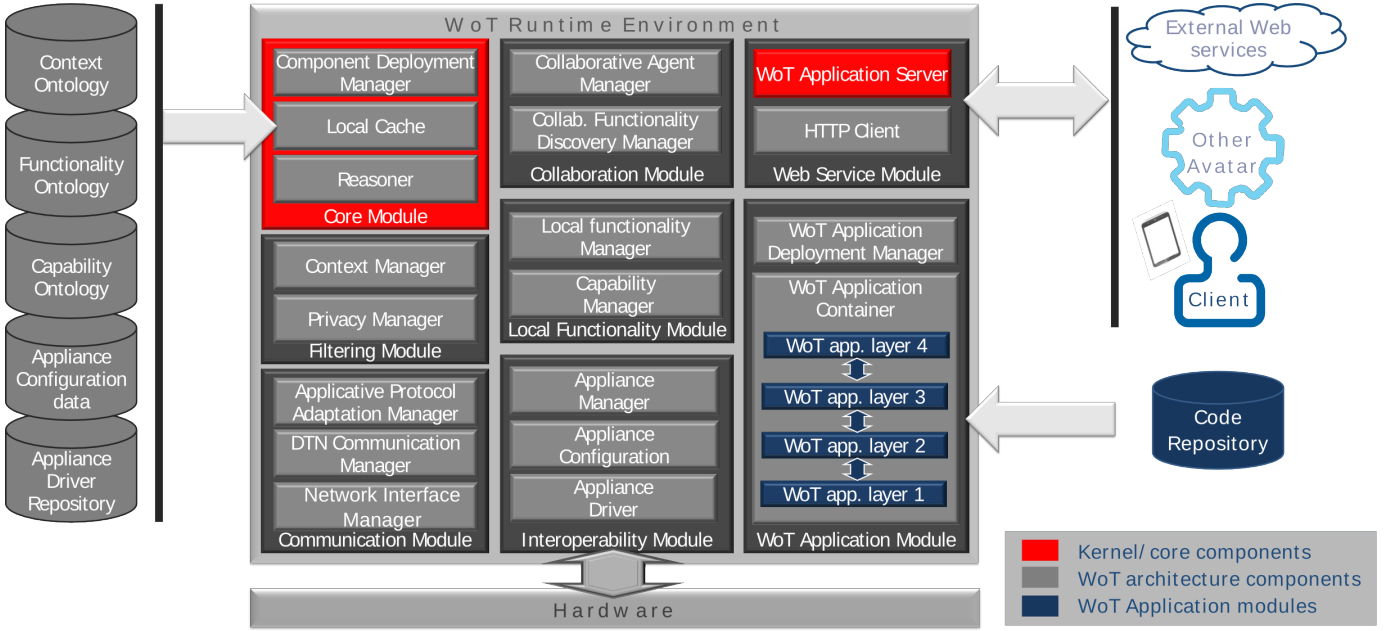 Context
Ontology
Functionality
Ontology
Capability
Ontology
Appliance
Configuration
data
Appliance
Driver
Repository
WoT Runtime Environment
Component Deployment
Manager
Local Cache
Reasoner
Core Module
Context Manager
Privacy Manager
Filtering Module
Applicative Protocol
Adaptation Manager
DTN Communication
Manager
Network Interface
Manager
Communication Module
Collaborative Agent
Manager
Collab. Functionality
Discovery Manager
Collaboration Module
Local functionality
Manager
Capability
Manager
Local Functionality Module
Appliance
Manager
Appliance
Configuration
Appliance
Driver
Interoperability Module
WoT Application Server
HTTP Client
Web Service Module
WoT Application
Deployment Manager
WoT Application
Container
WoT app. layer 4
WoT app. layer 3
WoT app. layer 2
WoT app. layer 1
WoT Application Module
Hardware
External Web
services
Other
Avatar
Client
Code
Repository
Kernel/ core components
WoT architecture components
WoT Application modules